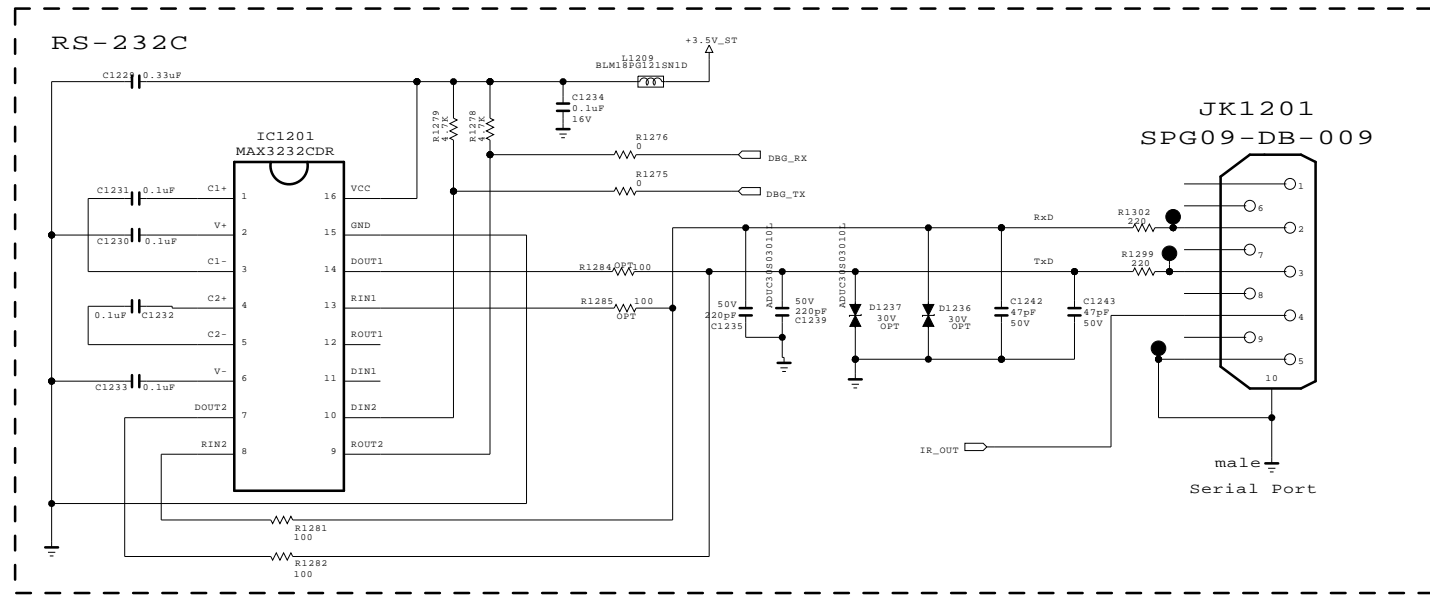 RS-232C
+3.5V_ST
L1209
BLM18PG121SN1D
C1229 0.33uF
C1234
0.1uF
16V
R1279
4.7K
R1278
4.7K
JK1201
SPG09-DB-009
IC1201
MAX3232CDR
R1276
0
DBG_RX
R1275
0
DBG_TX
C1231 0.1uF
C1+
1
16
VCC
C1230 0.1uF
V+
2
15
GND
C1-
3
14
DOUT1
R1284 OPT 100
0.1uF C1232
C2+
4
13
RIN1
R1285 100
OPT
C2-
5
12
ROUT1
V-
6
11
DIN1
C1233 0.1uF
DOUT2
7
10
DIN2
RIN2
8
9
ROUT2
R1281
100
R1282
100
50V
220pF
C1235
ADUC30S03010L
50V
220pF
C1239
ADUC30S03010L
D1237
30V
OPT
D1236
30V
OPT
C1242
47pF
50V
C1243
47pF
50V
RxD
R1302
220
TxD
R1299
220
IR_OUT
1
6
2
7
3
8
4
9
5
10
male
Serial Port